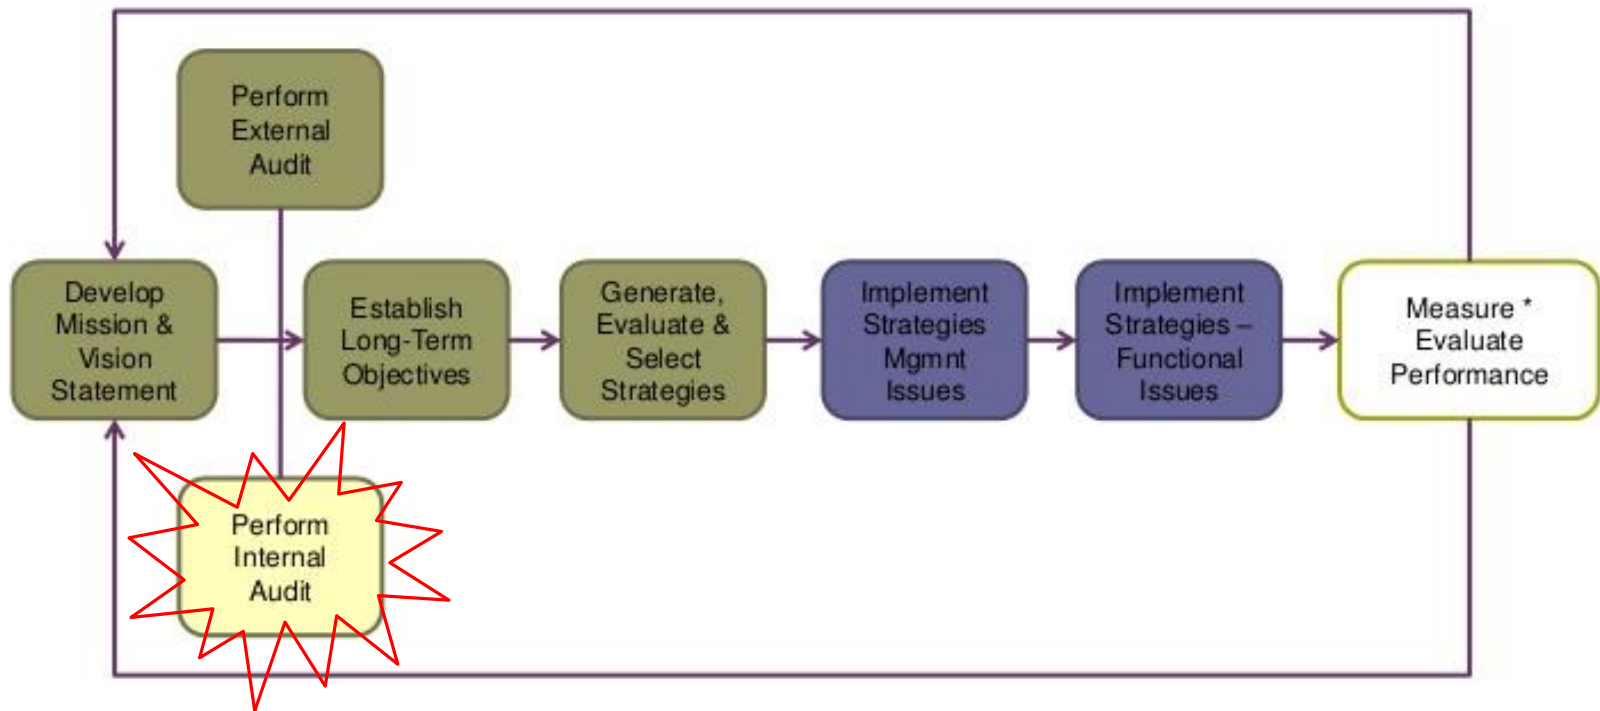 Perform
External
Audit
Develop
Mission &
Vision
Statement
Establish
Long-Term
Objectives
Generate,
Evaluate &
Select
Strategies
Implement
Strategies
Mgmnt
Issues
Implement
Strategies –
Functional
Issues
Measure *
Evaluate
Performance
Perform
Internal
Audit